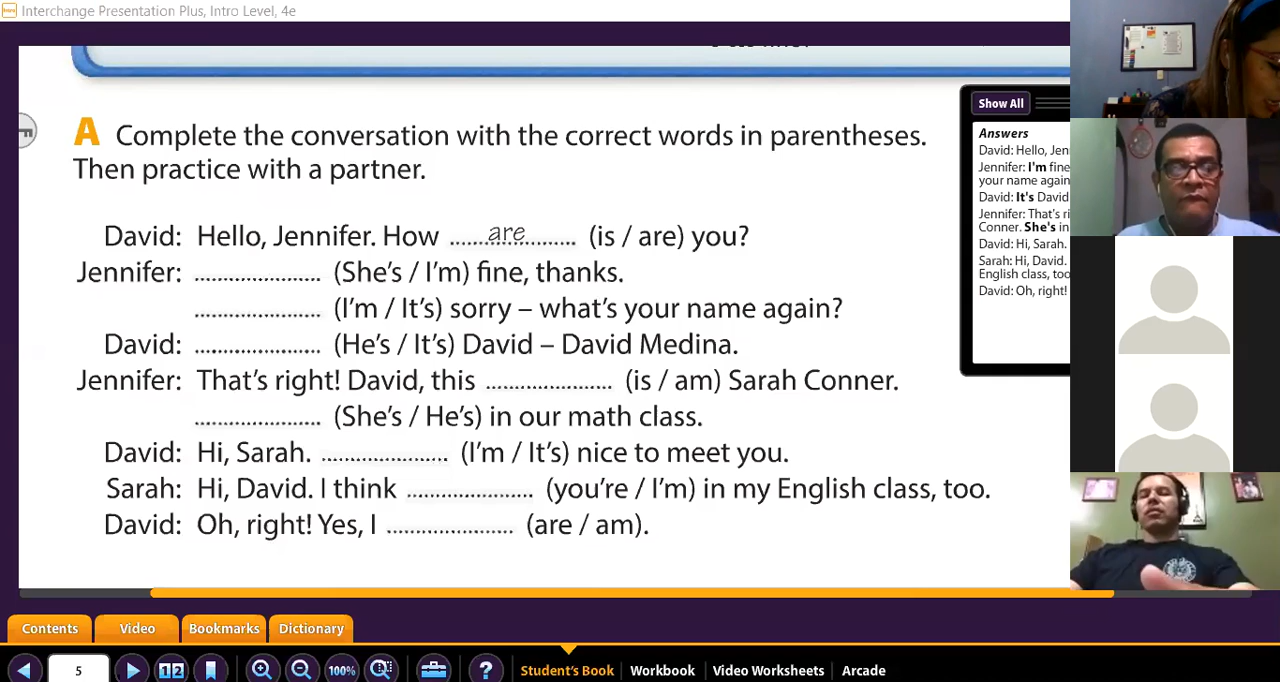 Interchange Presentation Plus, Intro Level, 4e
A Complete the conversation with the correct words in parentheses.
Then practice with a partner.
David: Hello, Jennifer. How ....are.... (is / are) you?
Jennifer: .................... (She's / I'm) fine, thanks.
.................... (I'm / It's) sorry – what's your name again?
David: .................... (He's / It's) David – David Medina.
Jennifer: That's right! David, this .................... (is / am) Sarah Conner.
.................... (She's / He's) in our math class.
David: Hi, Sarah. .................... (I'm / It's) nice to meet you.
Sarah: Hi, David. I think .................... (you're / I'm) in my English class, too.
David: Oh, right! Yes, I .................... (are / am).
Show All
Answers
David: Hello, Jen
Jennifer: I'm fine
your name again
David: It's David
Jennifer: That's ri
Conner. She's in
David: Hi, Sarah.
Sarah: Hi, David.
English class, too
David: Oh, right!
Contents Video Bookmarks Dictionary
5 1 2 100% ? Student's Book Workbook Video Worksheets Arcade